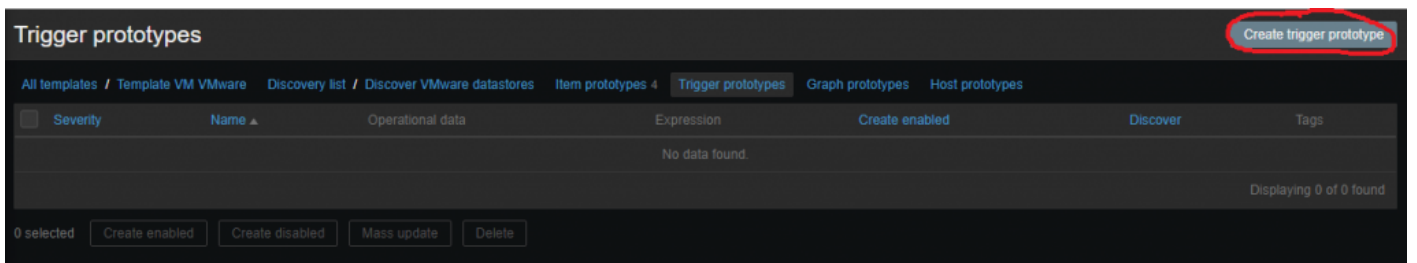 Trigger prototypes
Create trigger prototype
All templates / Template VM VMware Discovery list / Discover VMware datastores Item prototypes 4 Trigger prototypes Graph prototypes Host prototypes
Severity Name ▲ Operational data Expression Create enabled Discover Tags
No data found.
Displaying 0 of 0 found
0 selected Create enabled Create disabled Mass update Delete